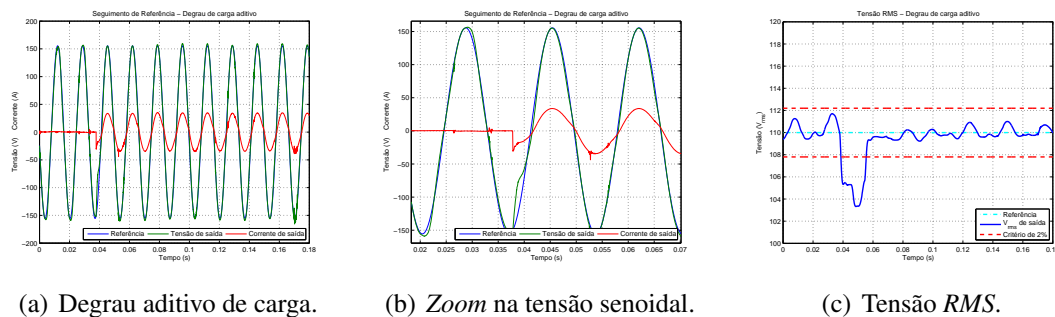 Seguimento de Referência – Degrau de carga aditivo
Tensão (V) Corrente (A)
150
100
50
0
−50
−100
−150
−200
0
0.02
0.04
0.06
0.08
0.1
0.12
0.14
0.16
0.18
Referência
Tensão de saída
Corrente de saída
Tempo (s)
(a) Degrau aditivo de carga.
Seguimento de Referência – Degrau de carga aditivo
Tensão (V) Corrente (A)
150
100
50
0
−50
−100
−150
0.02
0.025
0.03
0.035
0.04
0.045
0.05
0.055
0.06
0.065
0.07
Referência
Tensão de saída
Corrente de saída
Tempo (s)
(b) Zoom na tensão senoidal.
Tensão RMS – Degrau de carga aditivo
Tensão (Vrms)
120
118
116
114
112
110
108
106
104
102
100
0
0.02
0.04
0.06
0.08
0.1
0.12
0.14
0.16
0.1
Referência
Vrms de saída
Critério de 2%
Tempo (s)
(c) Tensão RMS.